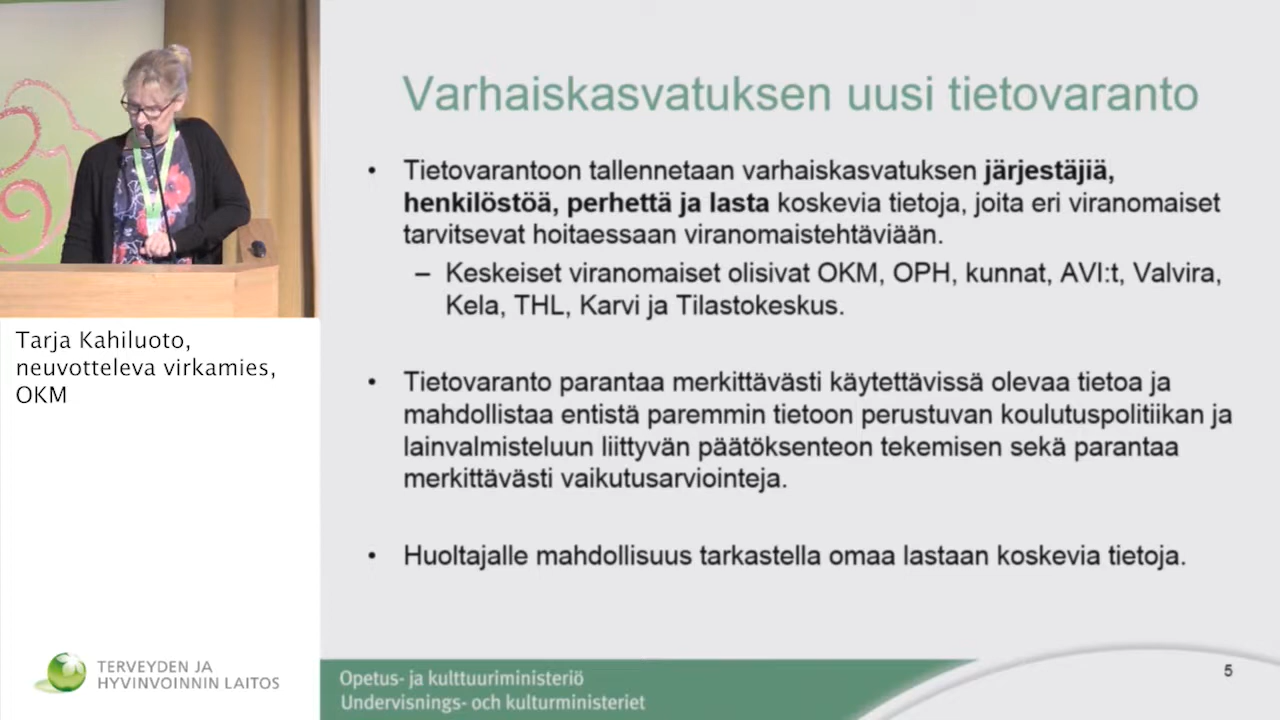 Varhaiskasvatuksen uusi tietovaranto
• Tietovarantoon tallennetaan varhaiskasvatuksen järjestäjiä,
henkilöstöä, perhettä ja lasta koskevia tietoja, joita eri viranomaiset
tarvitsevat hoitaessaan viranomaistehtäviään.
– Keskeiset viranomaiset olisivat OKM, OPH, kunnat, AVI:t, Valvira,
Kela, THL, Karvi ja Tilastokeskus.
• Tietovaranto parantaa merkittävästi käytettävissä olevaa tietoa ja
mahdollistaa entistä paremmin tietoon perustuvan koulutuspolitiikan ja
lainvalmisteluun liittyvän päätöksenteon tekemisen sekä parantaa
merkittävästi vaikutusarviointeja.
• Huoltajalle mahdollisuus tarkastella omaa lastaan koskevia tietoja.
Tarja Kahiluoto,
neuvotteleva virkamies,
OKM
TERVEYDEN JA
HYVINVOINNIN LAITOS
Opetus- ja kulttuuriministeriö
Undervisnings- och kulturministeriet
5